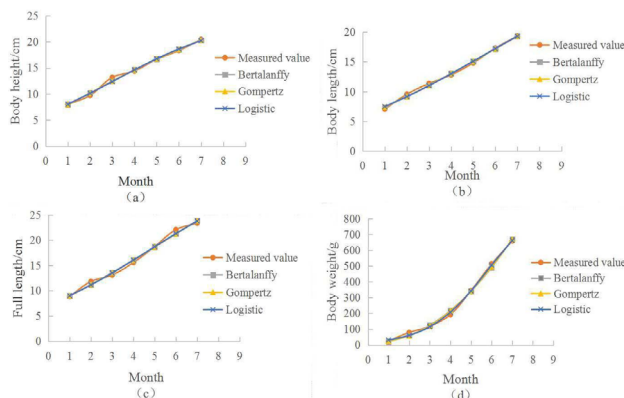 25
20
15
10
5
0
Body height/cm
0 1 2 3 4 5 6 7 8 9
Month
(a)
Measured value
Bertalanffy
Gompertz
Logistic
20
15
10
5
0
Body length/cm
0 1 2 3 4 5 6 7 8 9
Month
(b)
Measured value
Bertalanffy
Gompertz
Logistic
25
20
15
10
5
0
Full length/cm
0 1 2 3 4 5 6 7 8 9
Month
(c)
Measured value
Bertalanffy
Gompertz
Logistic
800
700
600
500
400
300
200
100
0
Body weight/g
0 1 2 3 4 5 6 7 8 9
Month
(d)
Measured value
Bertalanffy
Gompertz
Logistic